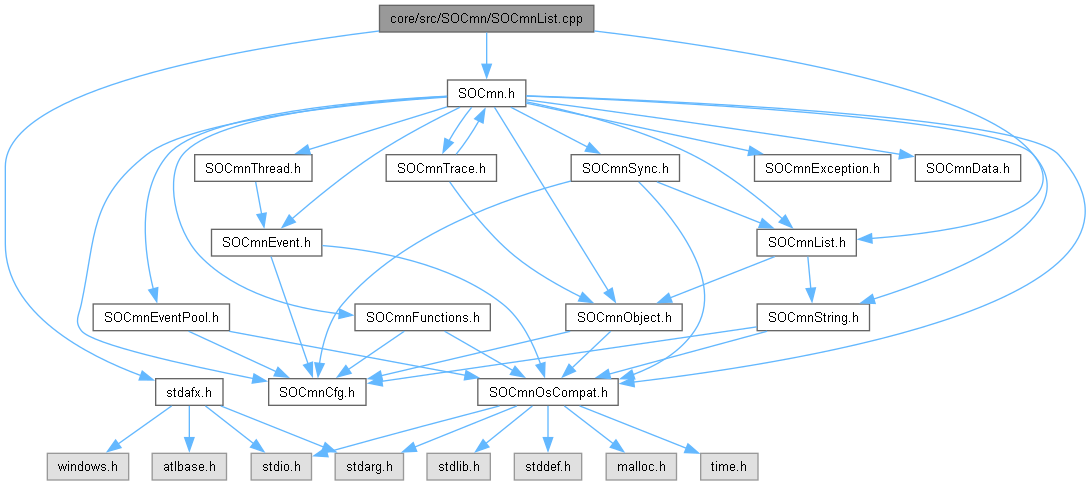 core/src/SOCmn/SOCmnList.cpp
SOCmn.h
SOCmnThread.h
SOCmnTrace.h
SOCmnSync.h
SOCmnException.h
SOCmnData.h
SOCmnEvent.h
SOCmnList.h
SOCmnEventPool.h
SOCmnFunctions.h
SOCmnObject.h
SOCmnString.h
stdafx.h
SOCmnCfg.h
SOCmnOsCompat.h
windows.h
atlbase.h
stdio.h
stdarg.h
stdlib.h
stddef.h
malloc.h
time.h